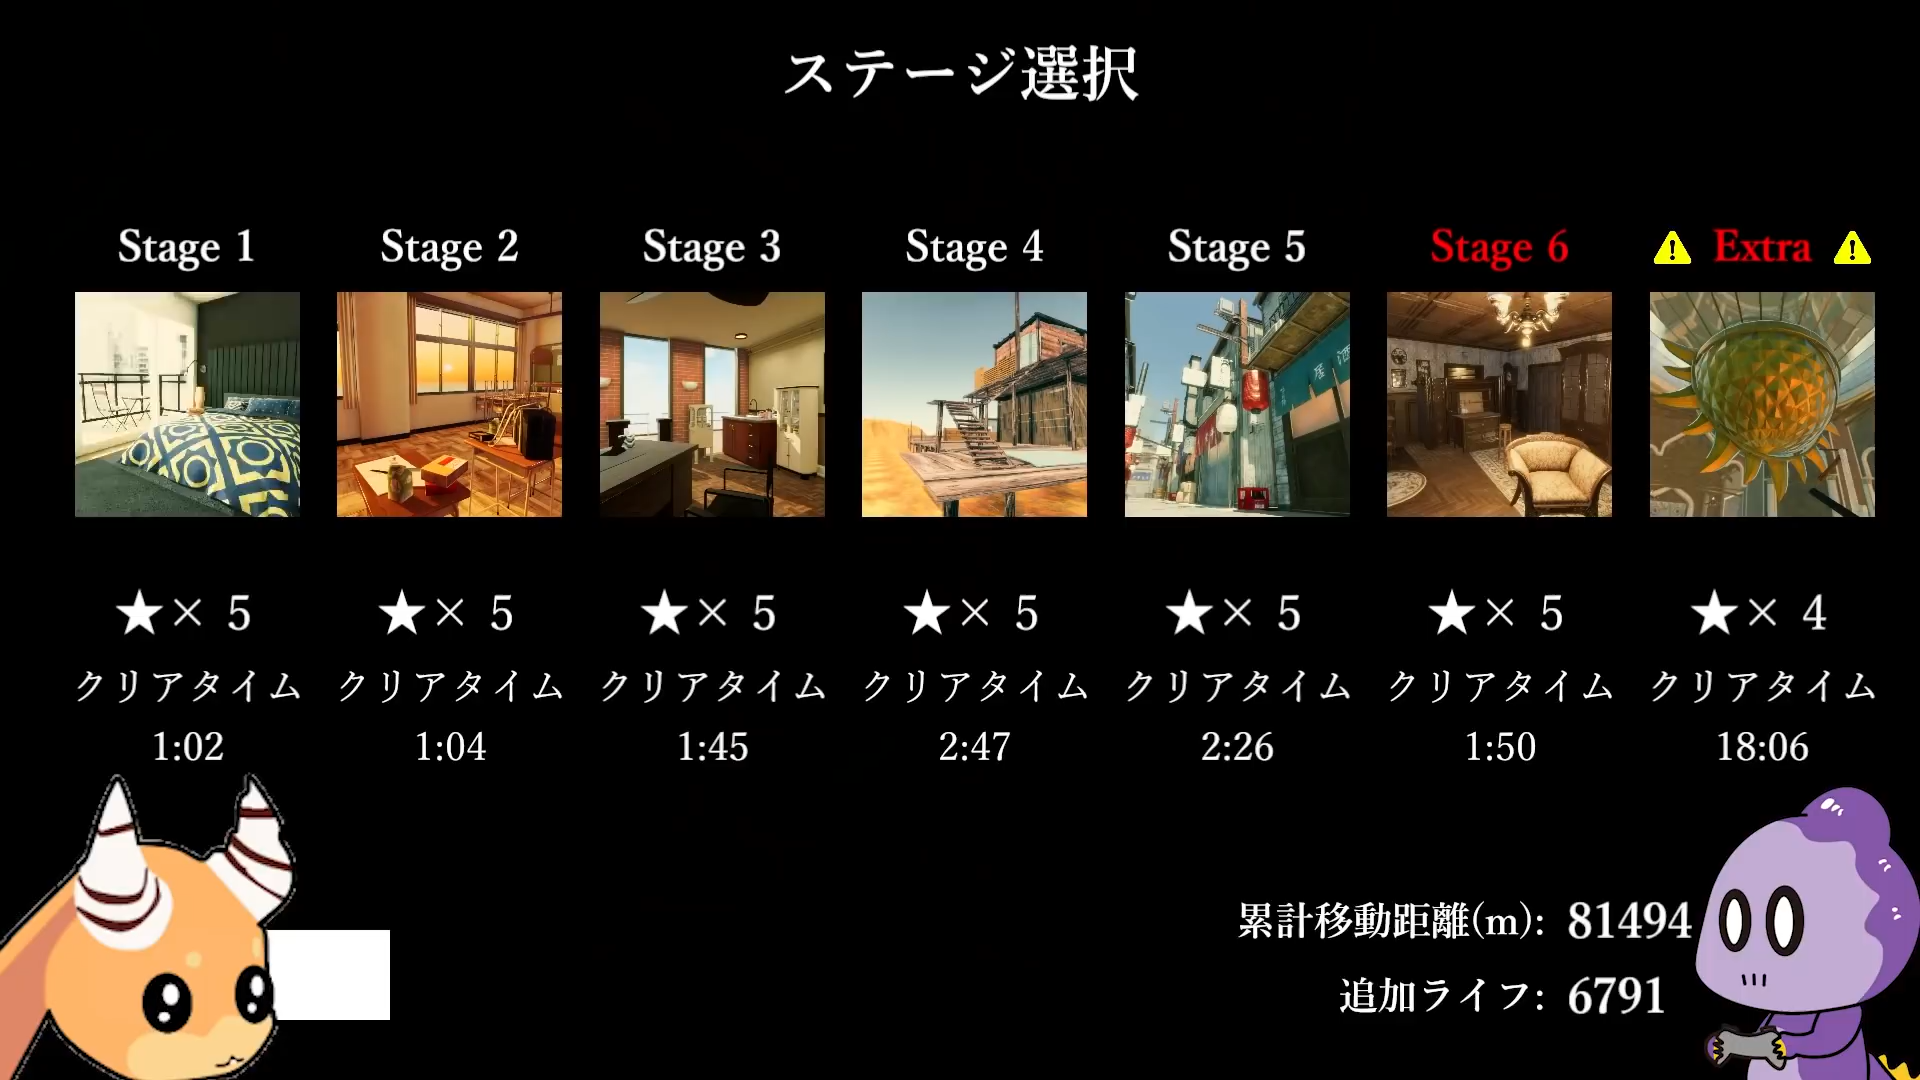 ステージ選択
Stage 1 Stage 2 Stage 3 Stage 4 Stage 5 Stage 6 Extra
★× 5 ★× 5 ★× 5 ★× 5 ★× 5 ★× 5 ★× 4
クリアタイム クリアタイム クリアタイム クリアタイム クリアタイム クリアタイム クリアタイム
1:02 1:04 1:45 2:47 2:26 1:50 18:06
累計移動距離(m): 81494
追加ライフ: 6791